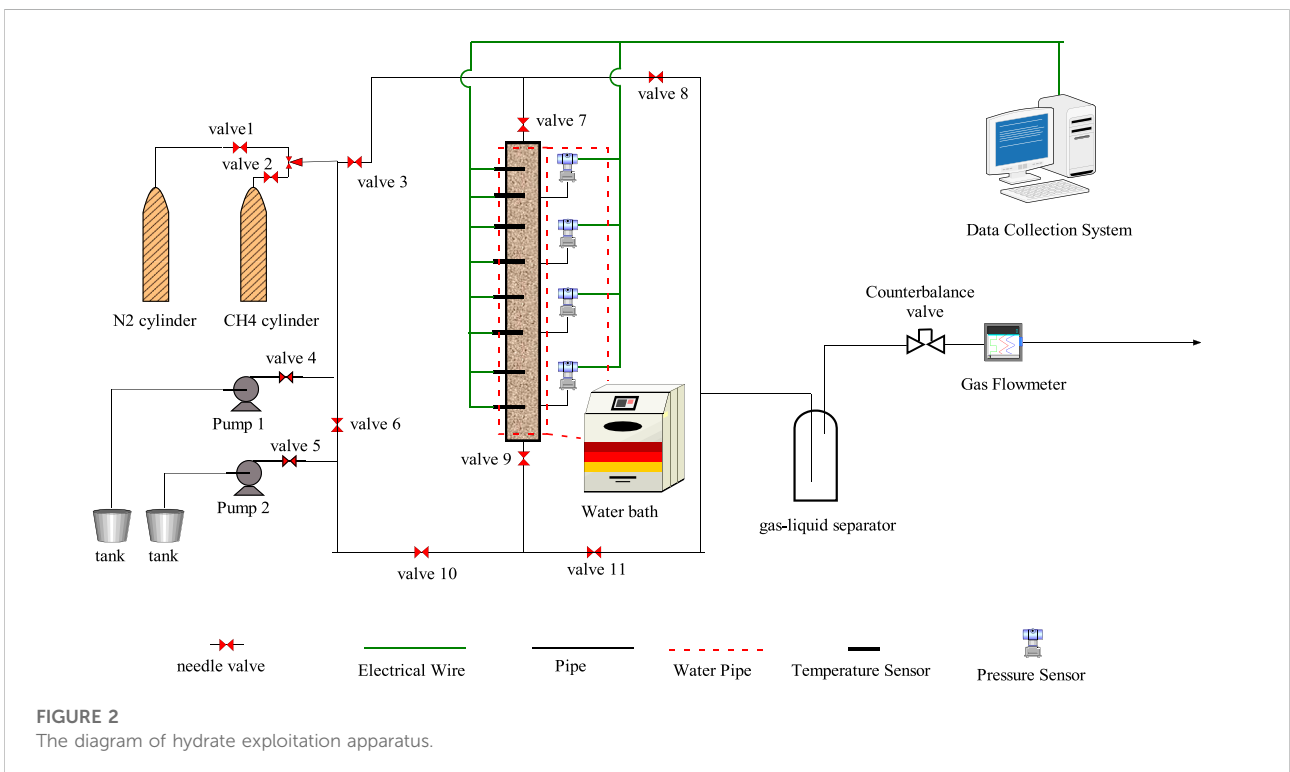 valve 8
valve 7
valve1
valve 2
valve 3
Data Collection System
N2 cylinder
CH4 cylinder
Counterbalance
valve
valve 4
Gas Flowmeter
Pump 1
valve 6
valve 5
valve 9
Pump 2
Water bath
gas-liquid separator
tank
tank
valve 10
valve 11
needle valve
Electrical Wire
Pipe
Water Pipe
Temperature Sensor
Pressure Sensor
FIGURE 2
The diagram of hydrate exploitation apparatus.